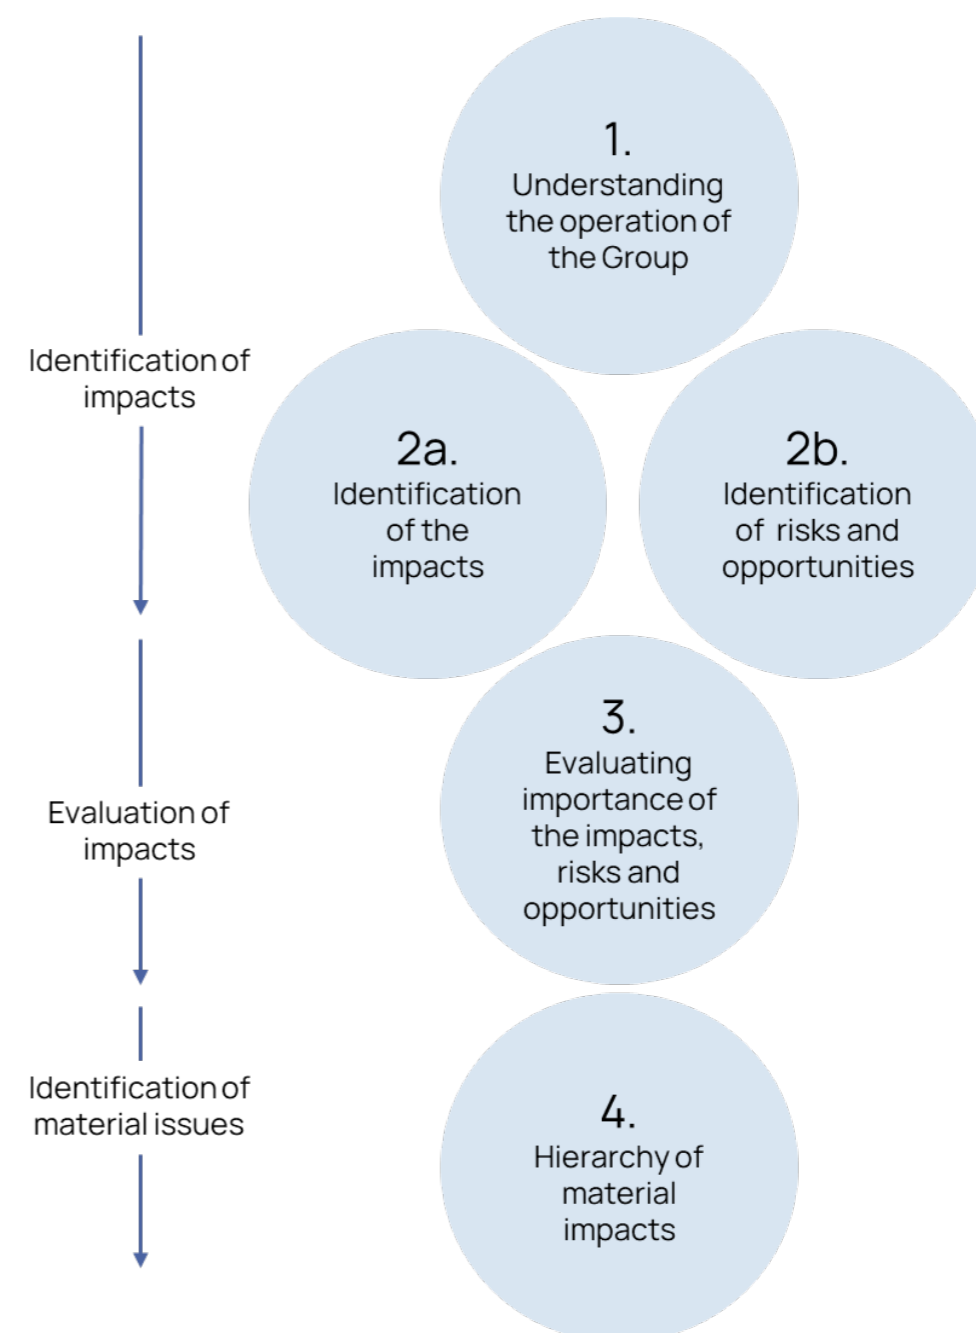 1.
Understanding
the operation of
the Group
Identification of
impacts
2a.
Identification
of the
impacts
2b.
Identification
of risks and
opportunities
3.
Evaluating
importance of
the impacts,
risks and
opportunities
Evaluation of
impacts
Identification of
material issues
4.
Hierarchy of
material
impacts